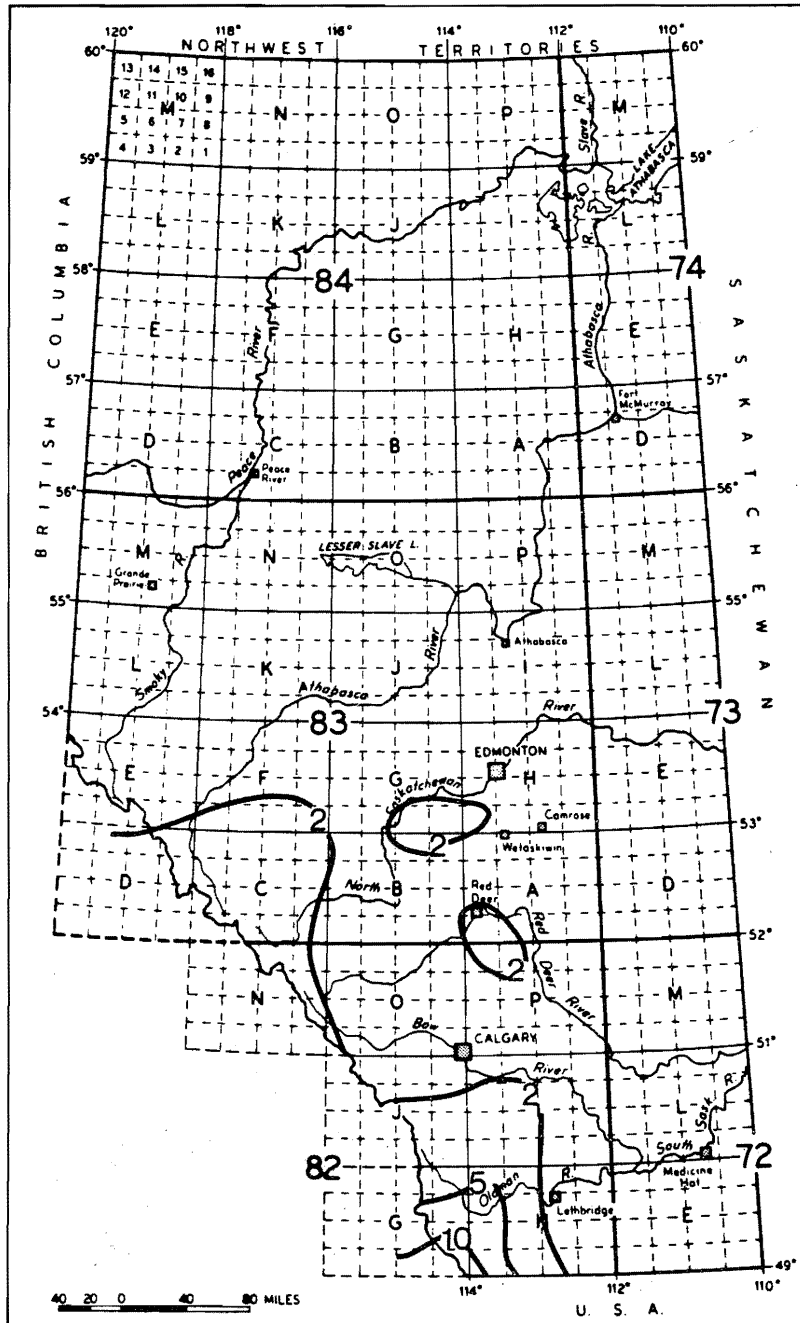 120° 118° 116° 114° 112° 110°
NORTHWEST TERRITORIES
60° 60°
13 14 15 16
12 11 10 9
5 6 7 8
4 3 2 1
M N O P M
Slave R.
59° 59°
LAKE ATHABASCA
L K J L
R.
58° 84 74
BRITISH COLUMBIA
SASKATCHEWAN
E F G H E
River
Athabasca
57° 57°
Fort McMurray
D C B A D
Peace
Peace River
56° 56°
M N O P M
LESSER SLAVE L.
R.
Grande Prairie
55° 55°
Athabasca
L K J I L
Smoky
Athabasca
River
River
54° 83 73
EDMONTON
E F G H E
Saskatchewan
2
2
Camrose
Wetaskiwin
53°
D C B A D
North
Red Deer
Red Deer River
52°
2
N O P M
Bow
CALGARY
River
51°
2
J L
South Sask R.
82 72
Medicine Hat
5
Oldman R.
Lethbridge
G H E
10
49°
114° 112° 110°
40 20 0 40 80 MILES
U. S. A.